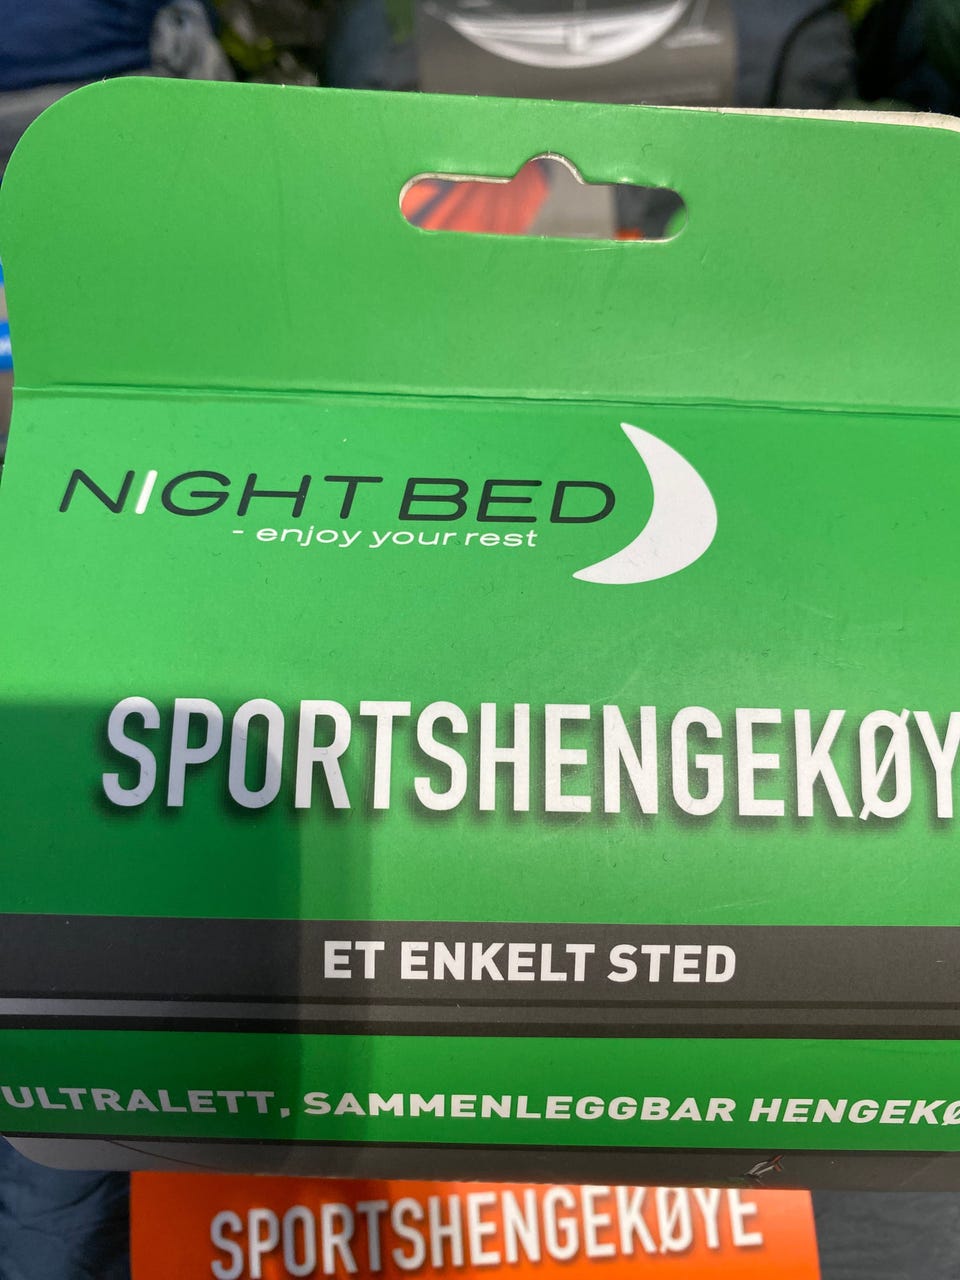 NIGHT BED
- enjoy your rest
SPORTSHENGEKØY
ET ENKELT STED
ULTRALETT, SAMMENLEGGBAR HENGEKØ
SPORTSHENGEKØYE